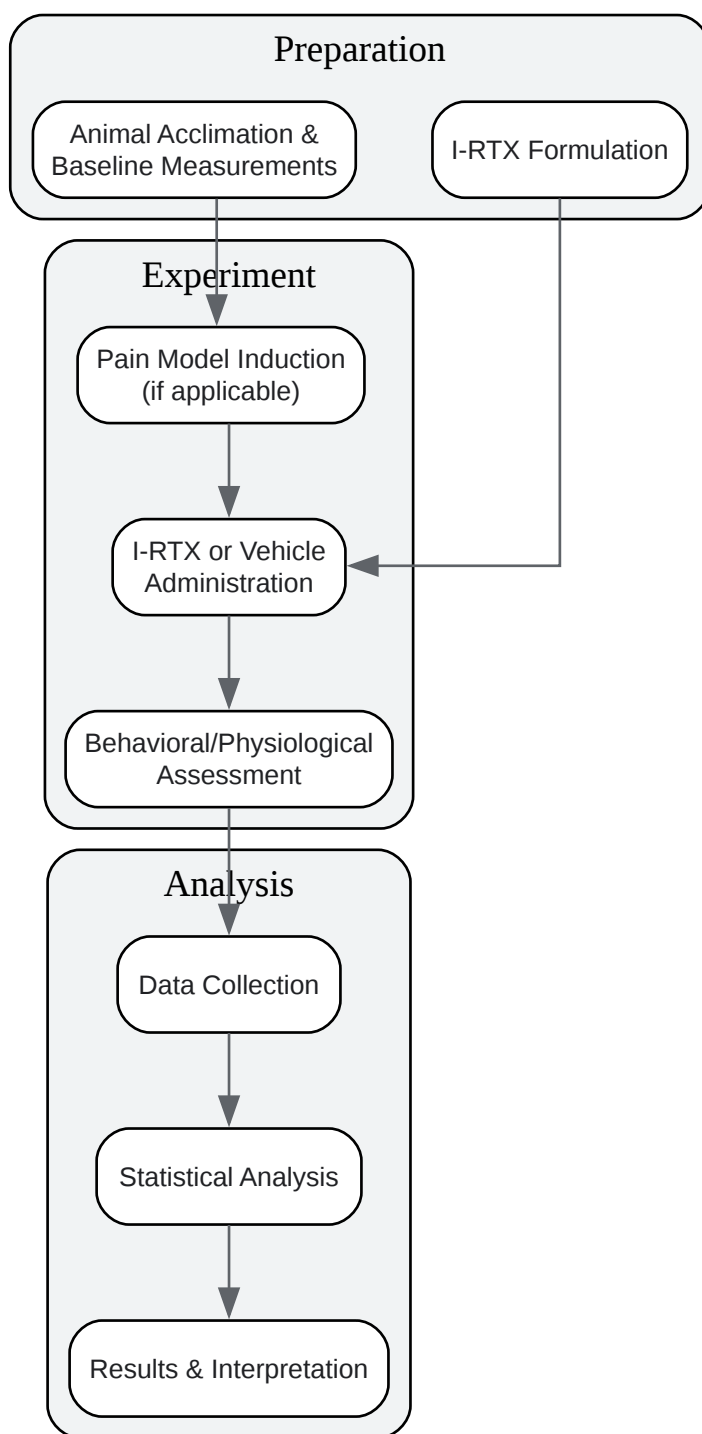 Preparation
Animal Acclimation &
Baseline Measurements
I-RTX Formulation
Experiment
Pain Model Induction
(if applicable)
I-RTX or Vehicle
Administration
Behavioral/Physiological
Assessment
Analysis
Data Collection
Statistical Analysis
Results & Interpretation